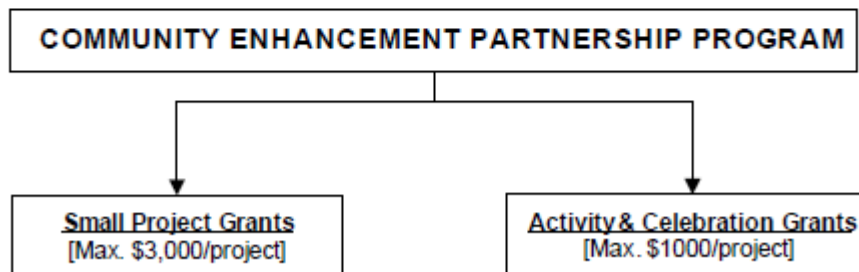 COMMUNITY ENHANCEMENT PARTNERSHIP PROGRAM
Small Project Grants
[Max. $3,000/project]
Activity & Celebration Grants
[Max. $1000/project]